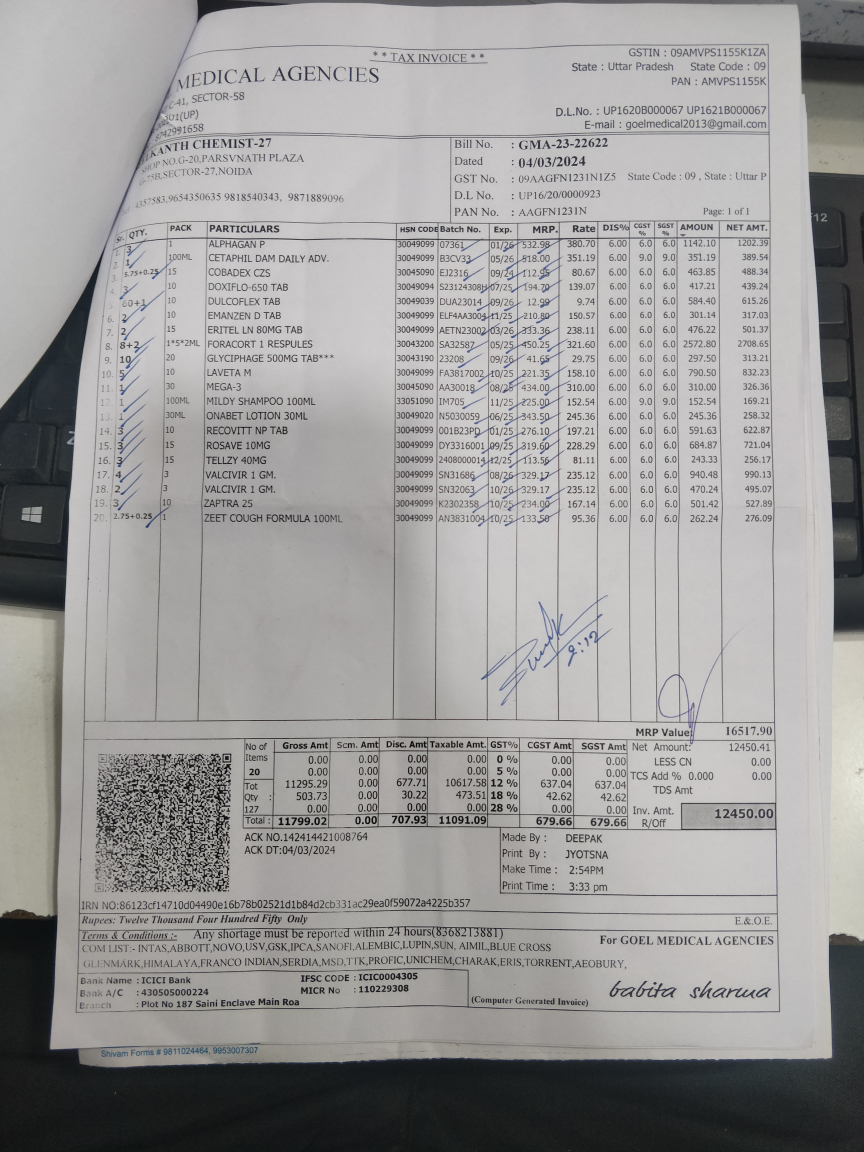 * * TAX INVOICE * *
GSTIN : 09AMVPS1155K1ZA
State : Uttar Pradesh State Code : 09
PAN : AMVPS1155K
MEDICAL AGENCIES
C-41, SECTOR-58
301(UP)
8742991658
D.L.No. : UP1620B000067 UP1621B000067
E-mail : goelmedical2013@gmail.com
LKANTH CHEMIST-27
SHOP NO.G-20,PARSVNATH PLAZA
G-75B,SECTOR-27,NOIDA
4357583,9654350635 9818540343, 9871889096
Bill No. : GMA-23-22622
Dated : 04/03/2024
GST No. : 09AAGFN1231N1Z5 State Code : 09 , State : Uttar P
D.L No. : UP16/20/0000923
PAN No. : AAGFN1231N Page: 1 of 1
Sr. QTY. PACK PARTICULARS HSN CODE Batch No. Exp. MRP. Rate DIS% CGST % SGST % AMOUN NET AMT.
1. 3 1 ALPHAGAN P 30049099 07361 01/26 532.98 380.70 6.00 6.0 6.0 1142.10 1202.39
2. 1 100ML CETAPHIL DAM DAILY ADV. 30049099 B3CV33 05/26 518.00 351.19 6.00 9.0 9.0 351.19 389.54
3. 5.75+0.25 15 COBADEX CZS 30045090 EJ2316 09/24 112.95 80.67 6.00 6.0 6.0 463.85 488.34
4. 3 10 DOXIFLO-650 TAB 30049094 S23124308H 07/25 194.70 139.07 6.00 6.0 6.0 417.21 439.24
5. 60+1 10 DULCOFLEX TAB 30049039 DUA23014 09/26 12.99 9.74 6.00 6.0 6.0 584.40 615.26
6. 2 10 EMANZEN D TAB 30049099 ELF4AA3004 11/25 210.80 150.57 6.00 6.0 6.0 301.14 317.03
7. 2 15 ERITEL LN 80MG TAB 30049099 AETN23002 03/26 333.36 238.11 6.00 6.0 6.0 476.22 501.37
8. 8+2 1*5*2ML FORACORT 1 RESPULES 30043200 SA32587 05/25 450.25 321.60 6.00 6.0 6.0 2572.80 2708.65
9. 10 20 GLYCIPHAGE 500MG TAB*** 30043190 23208 09/26 41.65 29.75 6.00 6.0 6.0 297.50 313.21
10. 5 10 LAVETA M 30049099 FA3817002 10/25 221.35 158.10 6.00 6.0 6.0 790.50 832.23
11. 1 30 MEGA-3 30045090 AA30018 08/25 434.00 310.00 6.00 6.0 6.0 310.00 326.36
12. 1 100ML MILDY SHAMPOO 100ML 33051090 IM705 11/25 225.00 152.54 6.00 9.0 9.0 152.54 169.21
13. 1 30ML ONABET LOTION 30ML 30049020 N5030059 06/25 343.50 245.36 6.00 6.0 6.0 245.36 258.32
14. 3 10 RECOVITT NP TAB 30049099 001B23PD 01/25 276.10 197.21 6.00 6.0 6.0 591.63 622.87
15. 3 15 ROSAVE 10MG 30049099 DY3316001 09/25 319.60 228.29 6.00 6.0 6.0 684.87 721.04
16. 3 15 TELLZY 40MG 30049099 2408000014 12/25 113.56 81.11 6.00 6.0 6.0 243.33 256.17
17. 4 3 VALCIVIR 1 GM. 30049099 SN31686 08/26 329.17 235.12 6.00 6.0 6.0 940.48 990.13
18. 2 3 VALCIVIR 1 GM. 30049099 SN32063 10/26 329.17 235.12 6.00 6.0 6.0 470.24 495.07
19. 3 10 ZAPTRA 25 30049099 K2302358 10/25 234.00 167.14 6.00 6.0 6.0 501.42 527.89
20. 2.75+0.25 1 ZEET COUGH FORMULA 100ML 30049099 AN3831004 10/25 133.50 95.36 6.00 6.0 6.0 262.24 276.09
2:12
MRP Value: 16517.90
No of Items Gross Amt Scm. Amt Disc. Amt Taxable Amt. GST% CGST Amt SGST Amt Net Amount: 12450.41
0.00 0.00 0.00 0.00 0 % 0.00 0.00 LESS CN 0.00
20 0.00 0.00 0.00 0.00 5 % 0.00 0.00 TCS Add % 0.000 0.00
Tot 11295.29 0.00 677.71 10617.58 12 % 637.04 637.04 TDS Amt
Qty : 503.73 0.00 30.22 473.51 18 % 42.62 42.62
127 0.00 0.00 0.00 0.00 28 % 0.00 0.00 Inv. Amt. 12450.00
Total : 11799.02 0.00 707.93 11091.09 679.66 679.66 R/Off
ACK NO.142414421008764
ACK DT:04/03/2024
Made By : DEEPAK
Print By : JYOTSNA
Make Time : 2:54PM
Print Time : 3:33 pm
IRN NO:86123cf14710d04490e16b78b02521d1b84d2cb331ac29ea0f59072a4225b357
Rupees: Twelve Thousand Four Hundred Fifty Only E.&.O.E.
Terms & Conditions :- Any shortage must be reported within 24 hours(8368213881)
COM LIST:- INTAS,ABBOTT,NOVO,USV,GSK,IPCA,SANOFI,ALEMBIC,LUPIN,SUN, AIMIL,BLUE CROSS
GLENMARK,HIMALAYA,FRANCO INDIAN,SERDIA,MSD,TTK,PROFIC,UNICHEM,CHARAK,ERIS,TORRENT,AEOBURY,
For GOEL MEDICAL AGENCIES
Bank Name : ICICI Bank IFSC CODE : ICIC0004305
Bank A/C : 430505000224 MICR No : 110229308
Branch : Plot No 187 Saini Enclave Main Roa
(Computer Generated Invoice)
babita sharma
Shivam Forms # 9811024464, 9953007307
F12